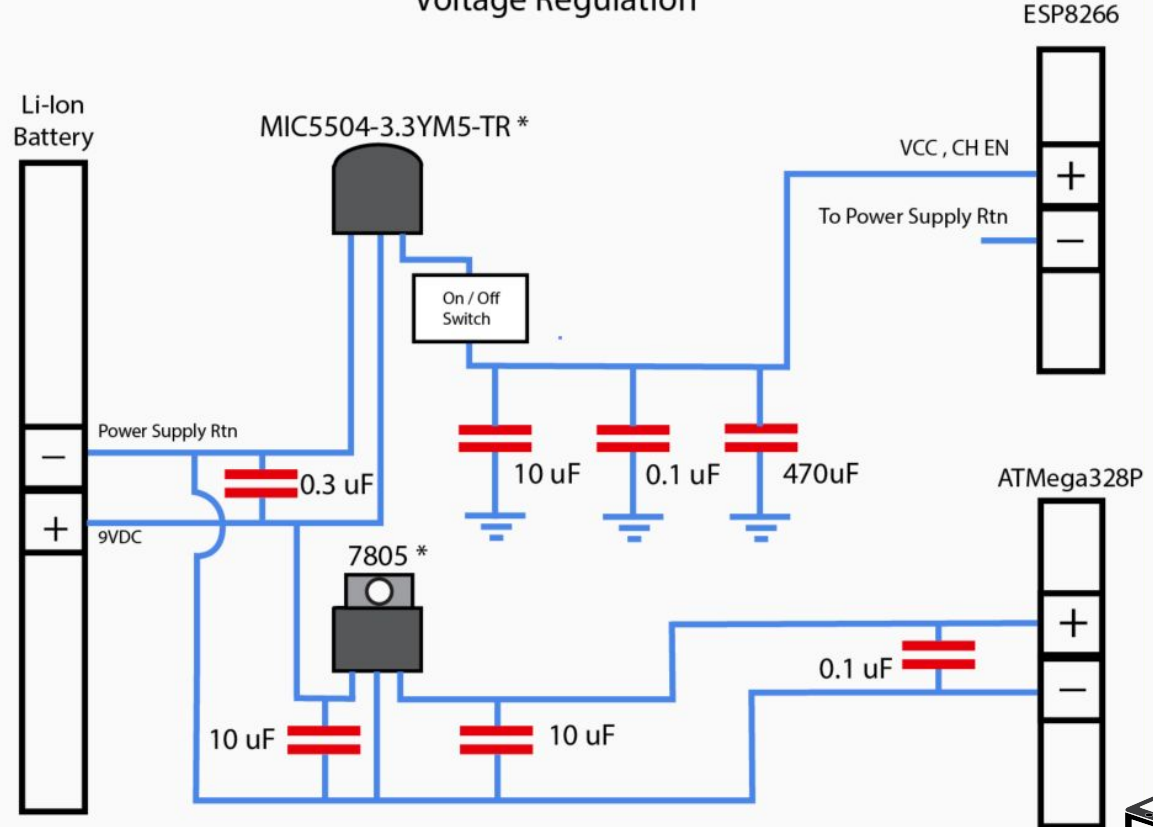 Voltage Regulation
ESP8266
Li-Ion
Battery
MIC5504-3.3YM5-TR *
VCC , CH EN
+
To Power Supply Rtn
−
On / Off
Switch
Power Supply Rtn
−
0.3 uF
10 uF
0.1 uF
470uF
ATMega328P
+
9VDC
7805 *
+
0.1 uF
−
10 uF
10 uF